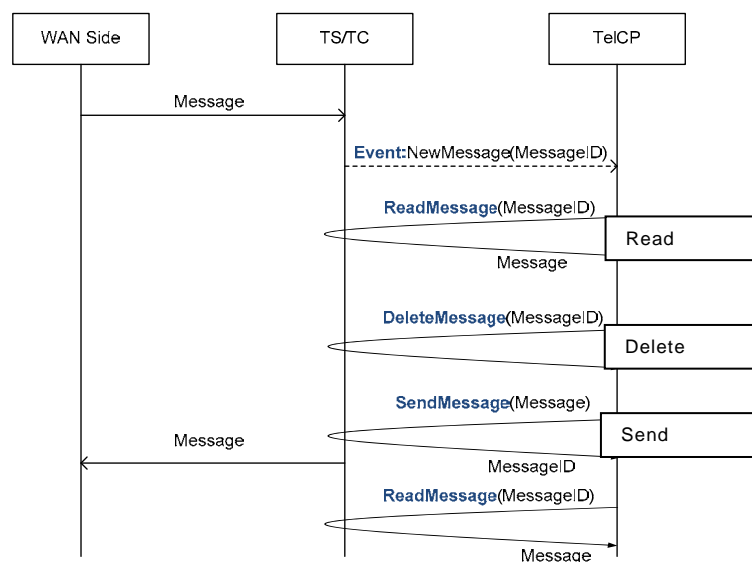 WAN Side
TS/TC
TelCP
Message
Event:NewMessage(MessageID)
ReadMessage(MessageID)
Read
Message
DeleteMessage(MessageID)
Delete
SendMessage(Message)
Send
Message
MessageID
ReadMessage(MessageID)
Message